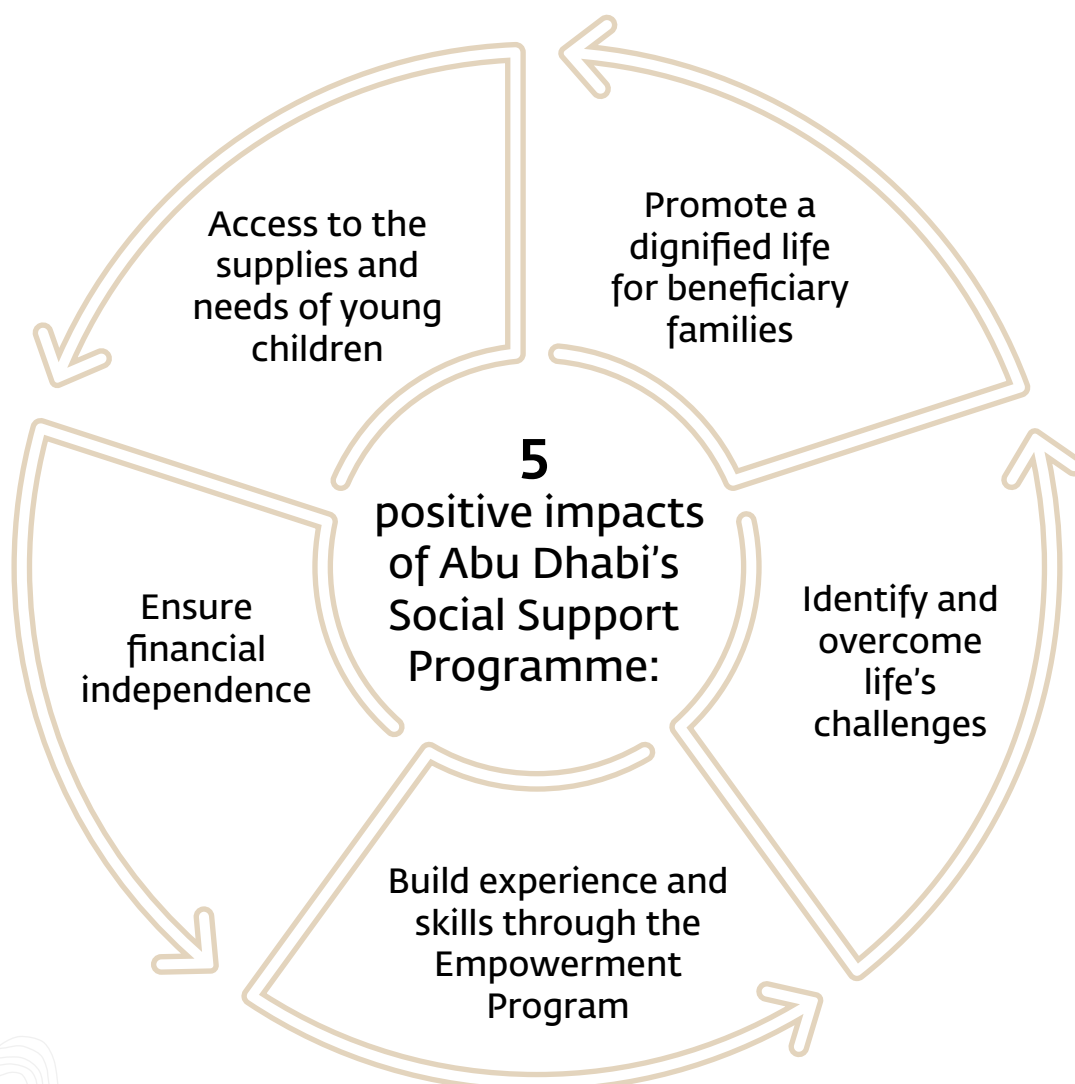 5
positive impacts
of Abu Dhabi's
Social Support
Programme:
Access to the
supplies and
needs of young
children
Ensure
financial
independence
Build experience and
skills through the
Empowerment
Program
Identify and
overcome
life's
challenges
Promote a
dignified life
for beneficiary
families